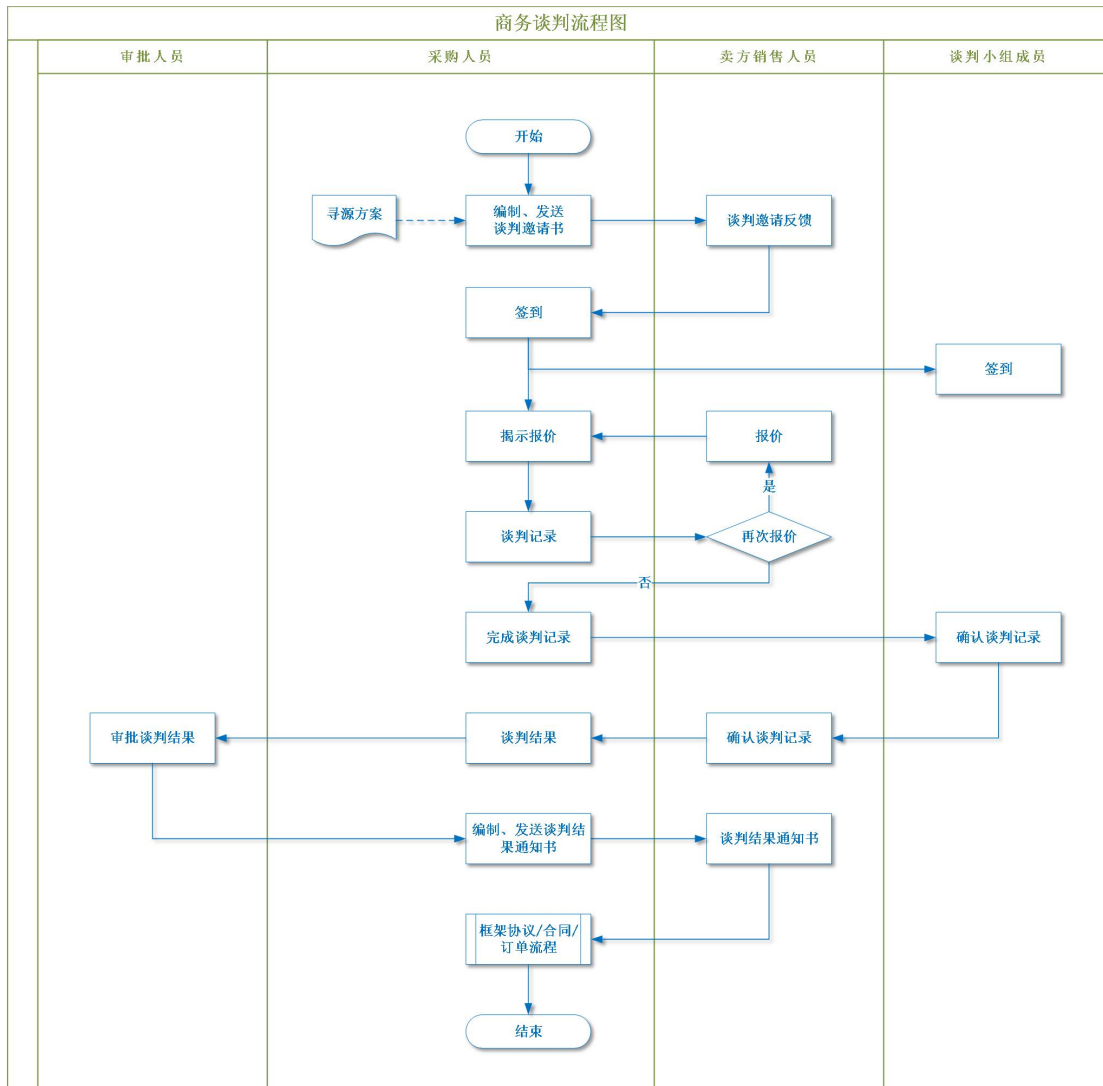 商务谈判流程图
审批人员
采购人员
卖方销售人员
谈判小组成员
开始
寻源方案
编制、发送
谈判邀请书
谈判邀请反馈
签到
签到
揭示报价
报价
是
谈判记录
再次报价
否
完成谈判记录
确认谈判记录
审批谈判结果
谈判结果
确认谈判记录
编制、发送谈判结
果通知书
谈判结果通知书
框架协议/合同/
订单流程
结束